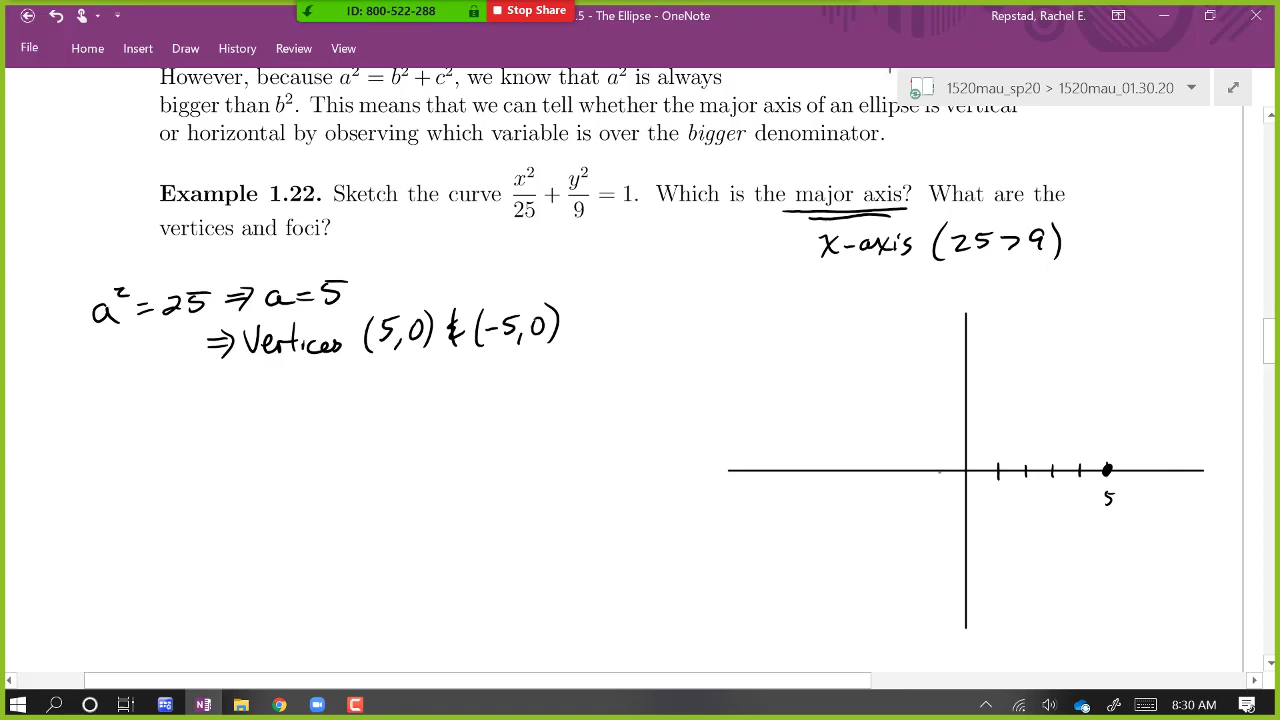 ID: 800-522-288 Stop Share
.5 - The Ellipse - OneNote
Repstad, Rachel E.
File Home Insert Draw History Review View
However, because a² = b² + c², we know that a² is always
1520mau_sp20 > 1520mau_01.30.20
bigger than b². This means that we can tell whether the major axis of an ellipse is vertical
or horizontal by observing which variable is over the bigger denominator.
Example 1.22. Sketch the curve x²/25 + y²/9 = 1. Which is the major axis? What are the
vertices and foci?
x-axis (25>9)
a² = 25 ⇒ a = 5
⇒ Vertices (5,0) & (-5,0)
5
8:30 AM